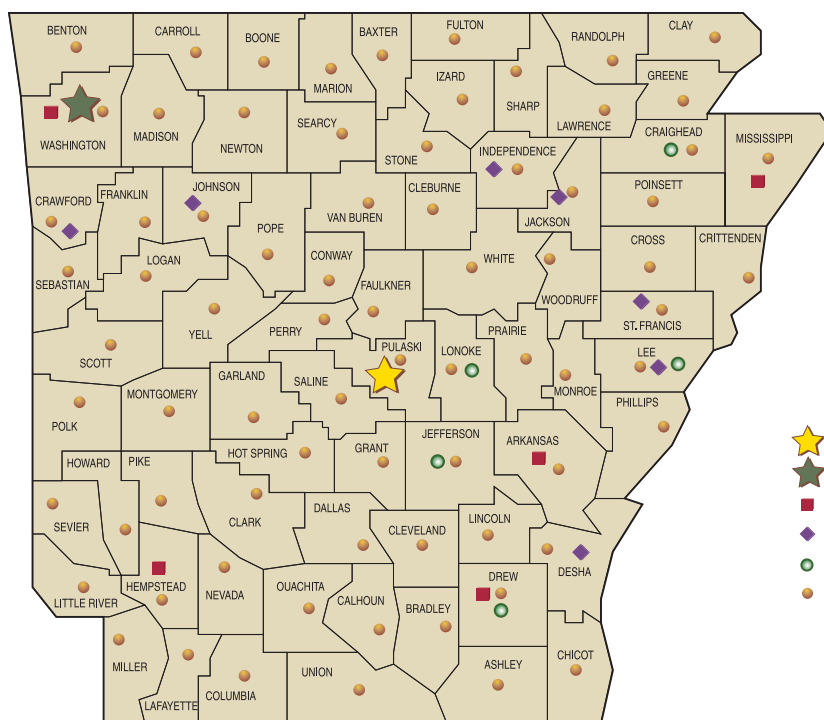 BENTON
CARROLL
BOONE
BAXTER
FULTON
RANDOLPH
CLAY
MARION
IZARD
SHARP
GREENE
WASHINGTON
MADISON
NEWTON
SEARCY
STONE
INDEPENDENCE
LAWRENCE
CRAIGHEAD
MISSISSIPPI
CRAWFORD
FRANKLIN
JOHNSON
POPE
VAN BUREN
CLEBURNE
JACKSON
POINSETT
SEBASTIAN
LOGAN
CONWAY
FAULKNER
WHITE
WOODRUFF
CROSS
CRITTENDEN
SCOTT
YELL
PERRY
PULASKI
LONOKE
PRAIRIE
ST. FRANCIS
LEE
POLK
MONTGOMERY
GARLAND
SALINE
MONROE
PHILLIPS
HOWARD
PIKE
HOT SPRING
GRANT
JEFFERSON
ARKANSAS
SEVIER
CLARK
DALLAS
CLEVELAND
LINCOLN
DESHA
LITTLE RIVER
HEMPSTEAD
NEVADA
OUACHITA
CALHOUN
BRADLEY
DREW
MILLER
LAFAYETTE
COLUMBIA
UNION
ASHLEY
CHICOT